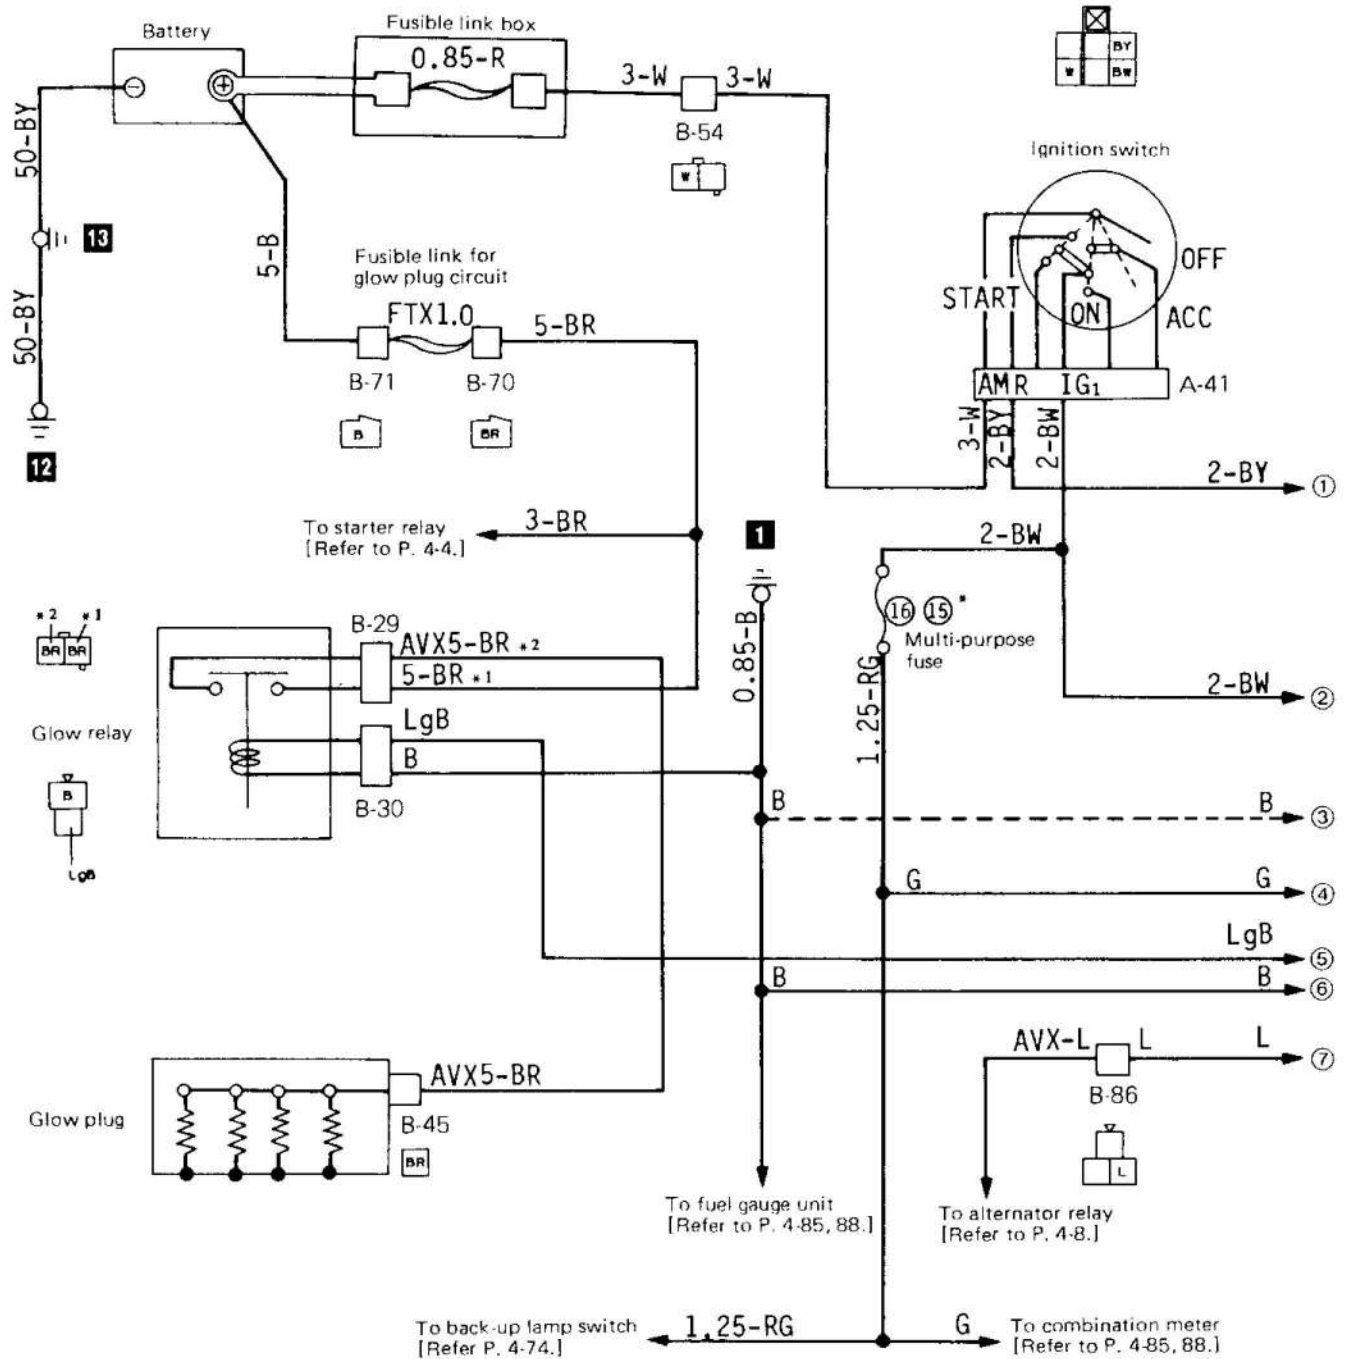 Battery
Fusible link box
0.85-R
3-W
3-W
B-54
W
BY
W
BW
Ignition switch
50-BY
13
50-BY
12
5-B
Fusible link for
glow plug circuit
FTX1.0
5-BR
B-71
B-70
B
BR
START
ON
OFF
ACC
AM R IG1
A-41
3-W
2-BY
2-BW
2-BY
1
To starter relay
[Refer to P. 4-4.]
3-BR
1
2-BW
16 15 *
Multi-purpose
fuse
*2 *1
BR BR
B-29
AVX5-BR *2
5-BR *1
0.85-B
1.25-RG
2-BW
2
Glow relay
LgB
B
B-30
B
LgB
B
B
3
G
G
4
LgB
5
B
B
6
AVX-L
L
L
7
B-86
L
Glow plug
AVX5-BR
B-45
BR
To fuel gauge unit
[Refer to P. 4-85, 88.]
To alternator relay
[Refer to P. 4-8.]
To back-up lamp switch
[Refer P. 4-74.]
1.25-RG
G
To combination meter
[Refer to P. 4-85, 88.]